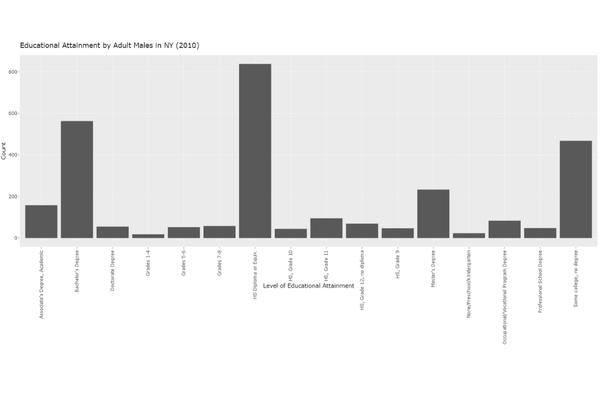 Educational Attainment by Adult Males in NY (2010)
Count
800
600
400
200
0
Associate's Degree, Academic
Bachelor's Degree
Doctorate Degree
Grades 1-4
Grades 5-6
Grades 7-8
HS Diploma or Equiv.
HS, Grade 10
HS, Grade 11
HS, Grade 12, no diploma
HS, Grade 9
Master's Degree
None/Preschool/Kindergarten
Occupational/Vocational Program Degree
Professional School Degree
Some college, no degree
Level of Educational Attainment